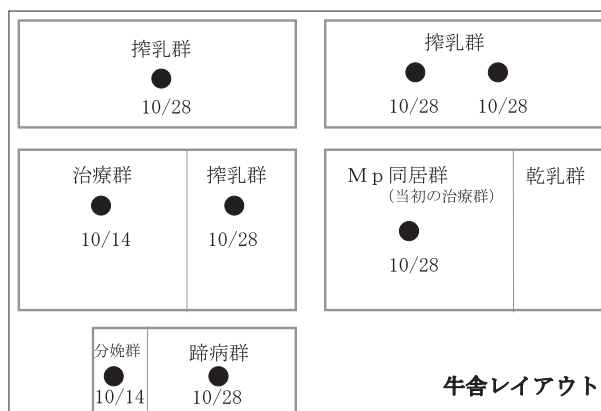 搾乳群
10/28
搾乳群
10/28 10/28
治療群
10/14
搾乳群
10/28
Mp同居群
(当初の治療群)
10/28
乾乳群
分娩群
10/14
蹄病群
10/28
牛舎レイアウト